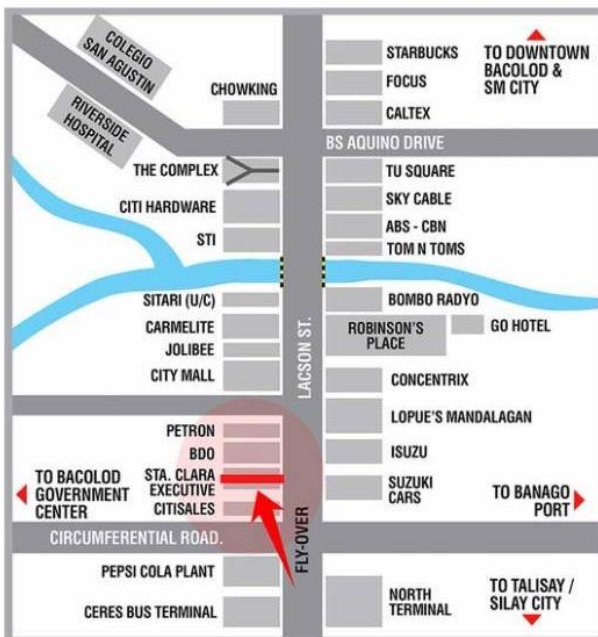 COLEGIO
SAN AGUSTIN
RIVERSIDE
HOSPITAL
CHOWKING
STARBUCKS
FOCUS
CALTEX
TO DOWNTOWN
BACOLOD &
SM CITY
BS AQUINO DRIVE
THE COMPLEX
CITI HARDWARE
STI
TU SQUARE
SKY CABLE
ABS - CBN
TOM N TOMS
SITARI (U/C)
CARMELITE
JOLIBEE
CITY MALL
LACSON ST.
BOMBO RADYO
ROBINSON'S
PLACE
GO HOTEL
CONCENTRIX
LOPUE'S MANDALAGAN
ISUZU
SUZUKI
CARS
PETRON
BDO
STA. CLARA
EXECUTIVE
CITISALES
TO BACOLOD
GOVERNMENT
CENTER
TO BANAGO
PORT
CIRCUMFERENTIAL ROAD.
FLY-OVER
PEPSI COLA PLANT
CERES BUS TERMINAL
NORTH
TERMINAL
TO TALISAY /
SILAY CITY